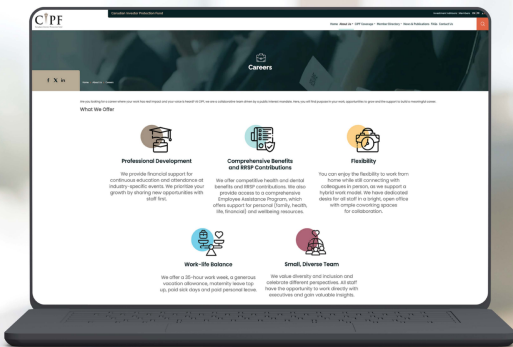 CIPF
Canadian Investor Protection Fund
Home About Us CIPF Coverage Member Directory News & Publications FAQs Contact Us
Careers
f X in
Home About Us Careers
What We Offer
Professional Development
We provide financial support for
continuous education and attendance at
industry-specific events. We prioritize your
growth by sharing new opportunities with
staff first.
Comprehensive Benefits
and RRSP Contributions
We offer competitive health and dental
benefits and RRSP contributions. We also
provide access to a comprehensive
Employee Assistance Program, which
offers support for personal (family, health,
life, financial) and wellbeing resources.
Flexibility
You can enjoy the flexibility to work from
home while still connecting with
colleagues in person, as we support a
hybrid work model. We have dedicated
desks for all staff in a bright, open office
with ample coworking spaces
for collaboration.
Work-life Balance
We offer a 35-hour work week, a generous
vacation allowance, maternity leave top
up, paid sick days and paid personal leave.
Small, Diverse Team
We value diversity and inclusion and
celebrate different perspectives. All staff
have the opportunity to work directly with
executives and gain valuable insights.